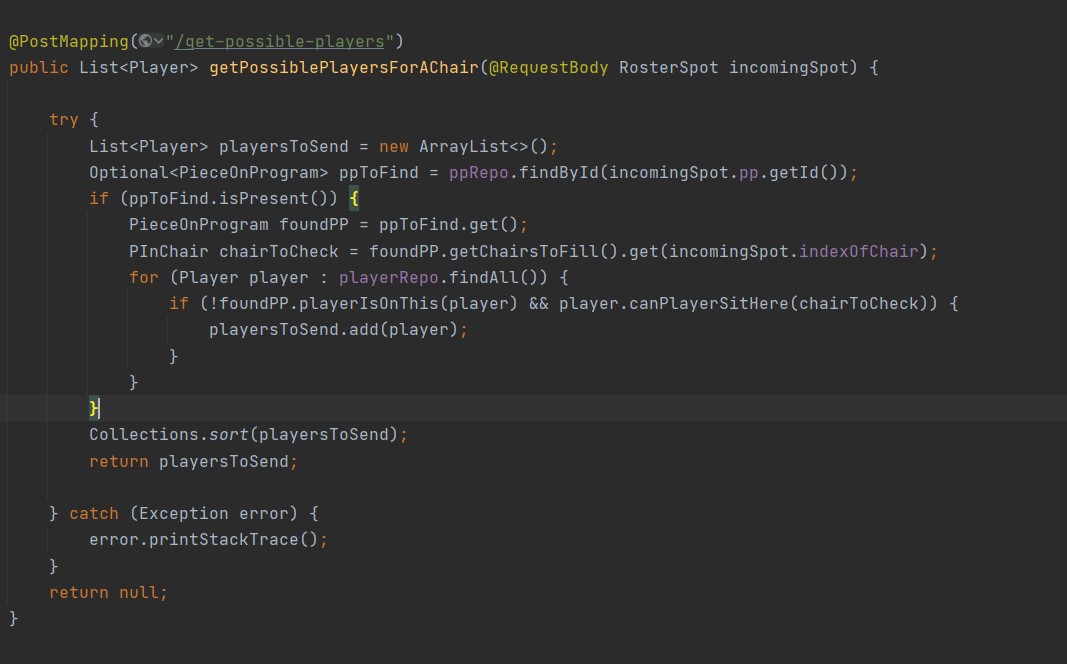 @PostMapping("/get-possible-players")
public List<Player> getPossiblePlayersForAChair(@RequestBody RosterSpot incomingSpot) {
    try {
        List<Player> playersToSend = new ArrayList<>();
        Optional<PieceOnProgram> ppToFind = ppRepo.findById(incomingSpot.pp.getId());
        if (ppToFind.isPresent()) {
            PieceOnProgram foundPP = ppToFind.get();
            PInChair chairToCheck = foundPP.getChairsToFill().get(incomingSpot.indexOfChair);
            for (Player player : playerRepo.findAll()) {
                if (!foundPP.playerIsOnThis(player) && player.canPlayerSitHere(chairToCheck)) {
                    playersToSend.add(player);
                }
            }
        }
        Collections.sort(playersToSend);
        return playersToSend;
    } catch (Exception error) {
        error.printStackTrace();
    }
    return null;
}